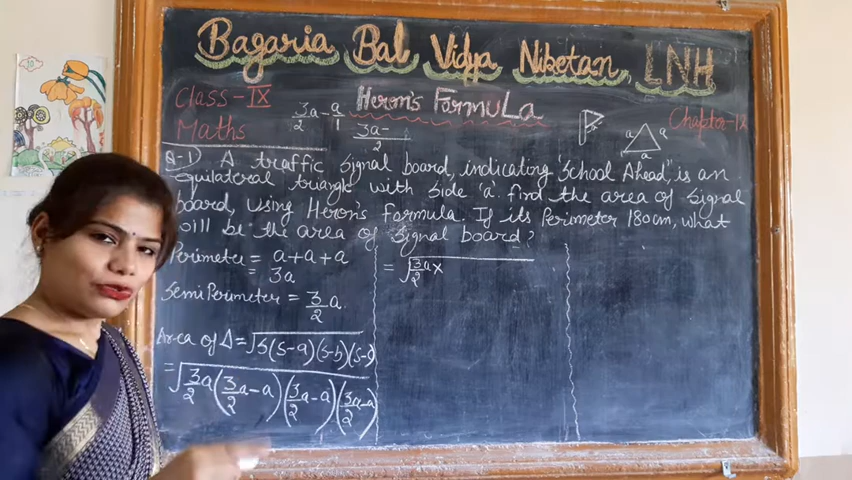 Bagaria Bal Vidya Niketan, LNH
Class-IX
Maths
Heron's Formula
Chapter-12
3/2 a - a/1
3a-
2
a a
a
Q-1) A traffic signal board, indicating 'School Ahead', is an
Equilateral triangle with side 'a'. find the area of signal
board, using Heron's formula. If its Perimeter 180cm, what
will be the area of Signal board?
Perimeter = a+a+a
= 3a
Semi Perimeter = 3/2 a
Area of Δ = √s(s-a)(s-b)(s-c)
= √3/2 a(3/2 a-a)(3/2 a-a)(3/2 a-a)
= √3/2 a×